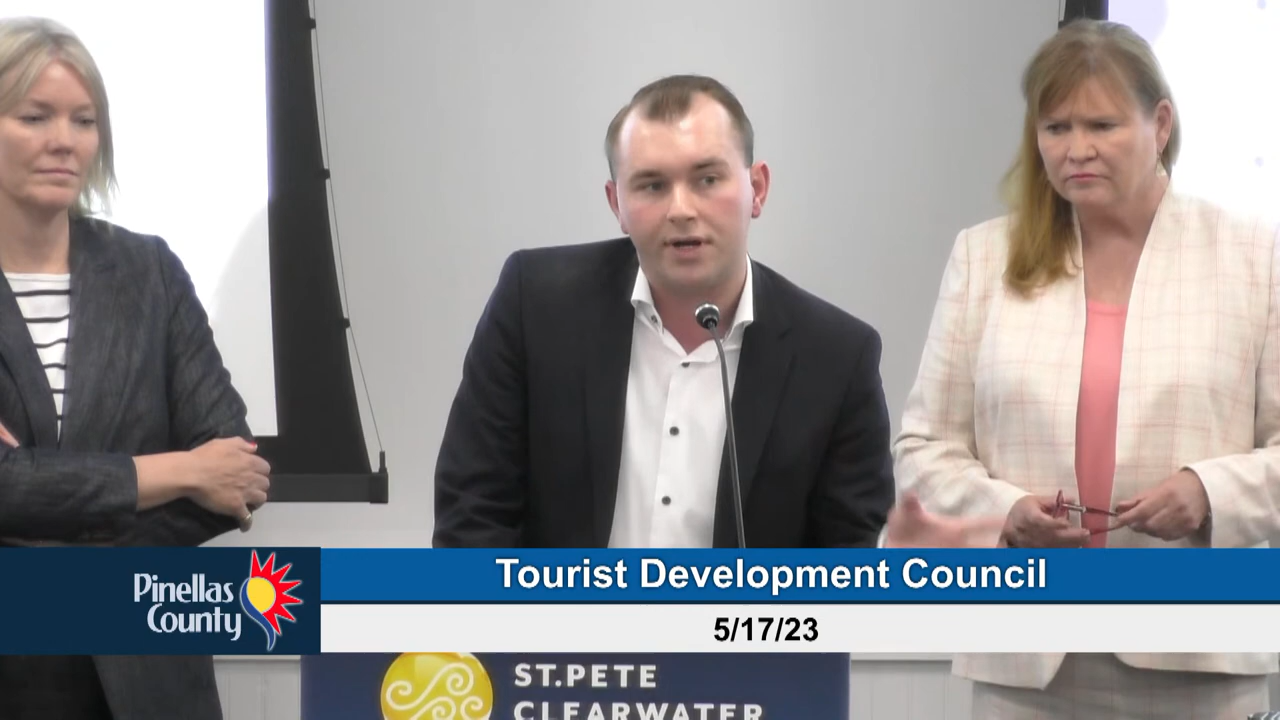 Tourist Development Council
Pinellas
County
5/17/23
ST.PETE
CLEARWATER